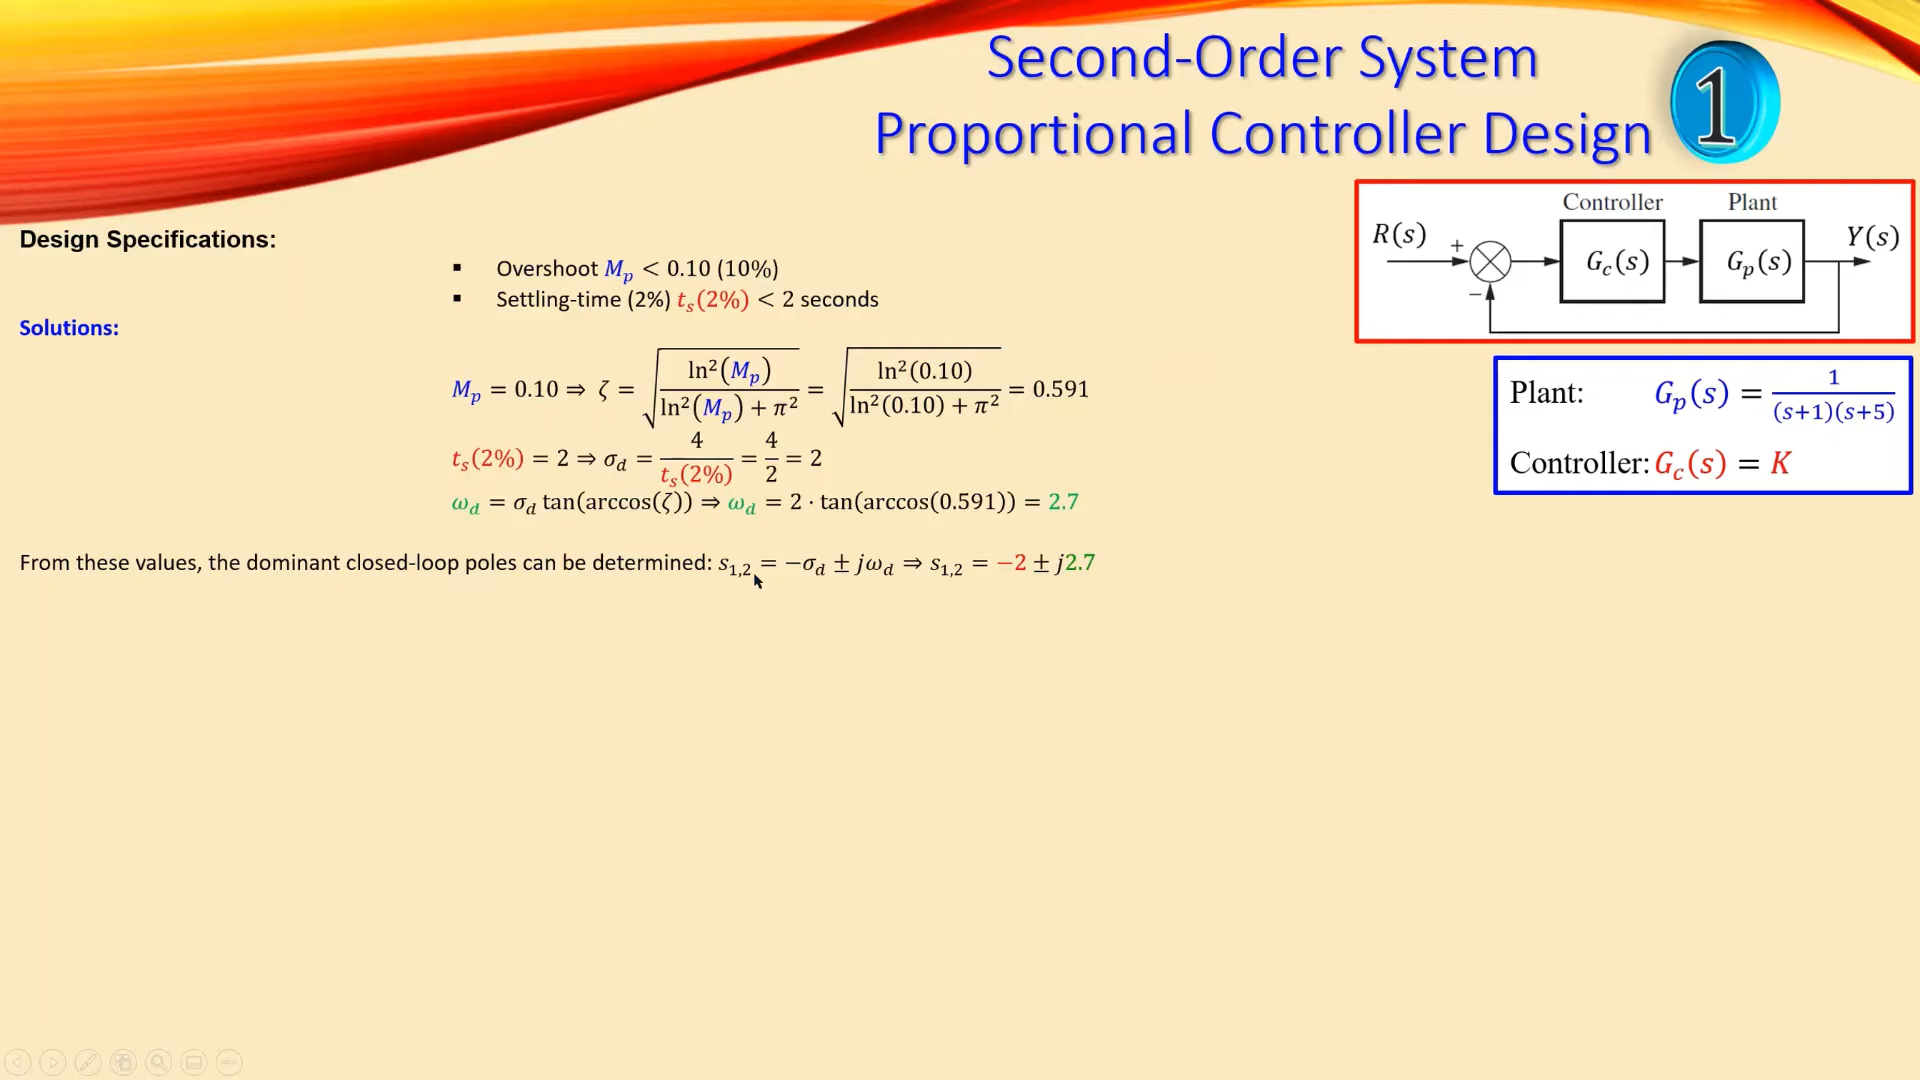 Second-Order System
Proportional Controller Design
1
Controller Plant
R(s) + G_c(s) G_p(s) Y(s)
−
Design Specifications:
▪ Overshoot M_p < 0.10 (10%)
▪ Settling-time (2%) t_s(2%) < 2 seconds
Solutions:
M_p = 0.10 ⇒ ζ = √(ln²(M_p) / (ln²(M_p) + π²)) = √(ln²(0.10) / (ln²(0.10) + π²)) = 0.591
t_s(2%) = 2 ⇒ σ_d = 4 / t_s(2%) = 4/2 = 2
ω_d = σ_d tan(arccos(ζ)) ⇒ ω_d = 2 · tan(arccos(0.591)) = 2.7
Plant: G_p(s) = 1 / ((s+1)(s+5))
Controller: G_c(s) = K
From these values, the dominant closed-loop poles can be determined: s_1,2 = −σ_d ± jω_d ⇒ s_1,2 = −2 ± j2.7